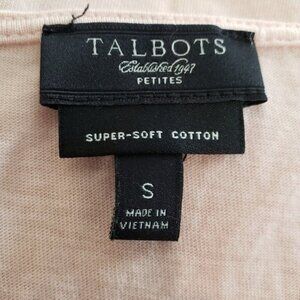 TALBOTS
Established 1947
PETITES
SUPER-SOFT COTTON
S
MADE IN
VIETNAM